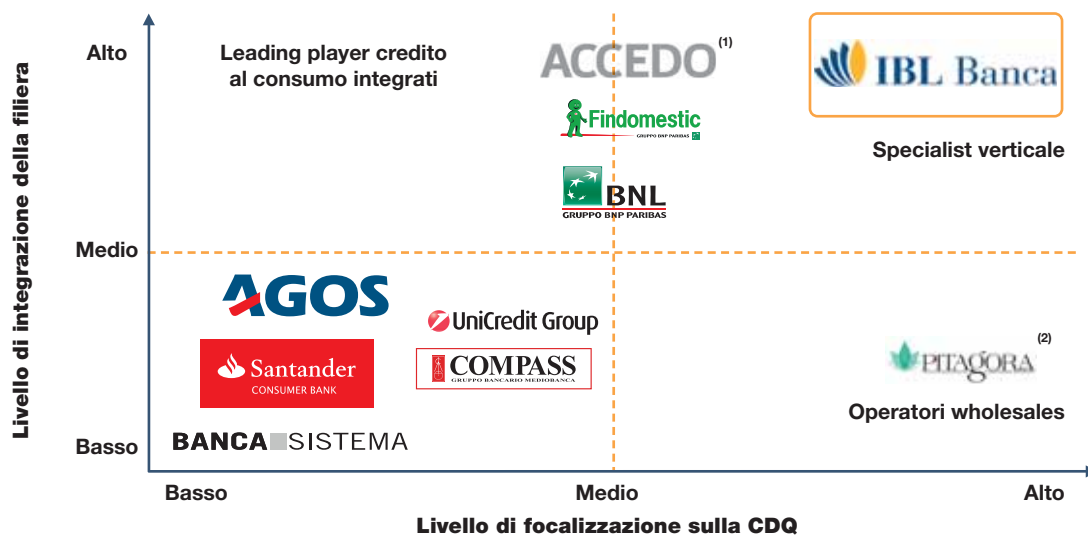 Livello di integrazione della filiera
Alto
Medio
Basso
Leading player credito
al consumo integrati
ACCEDO (1)
Findomestic
GRUPPO BNP PARIBAS
BNL
GRUPPO BNP PARIBAS
IBL Banca
Specialist verticale
AGOS
UniCredit Group
Santander
CONSUMER BANK
COMPASS
GRUPPO BANCARIO MEDIOBANCA
BANCA SISTEMA
PITAGORA (2)
Operatori wholesales
Basso
Medio
Alto
Livello di focalizzazione sulla CDQ